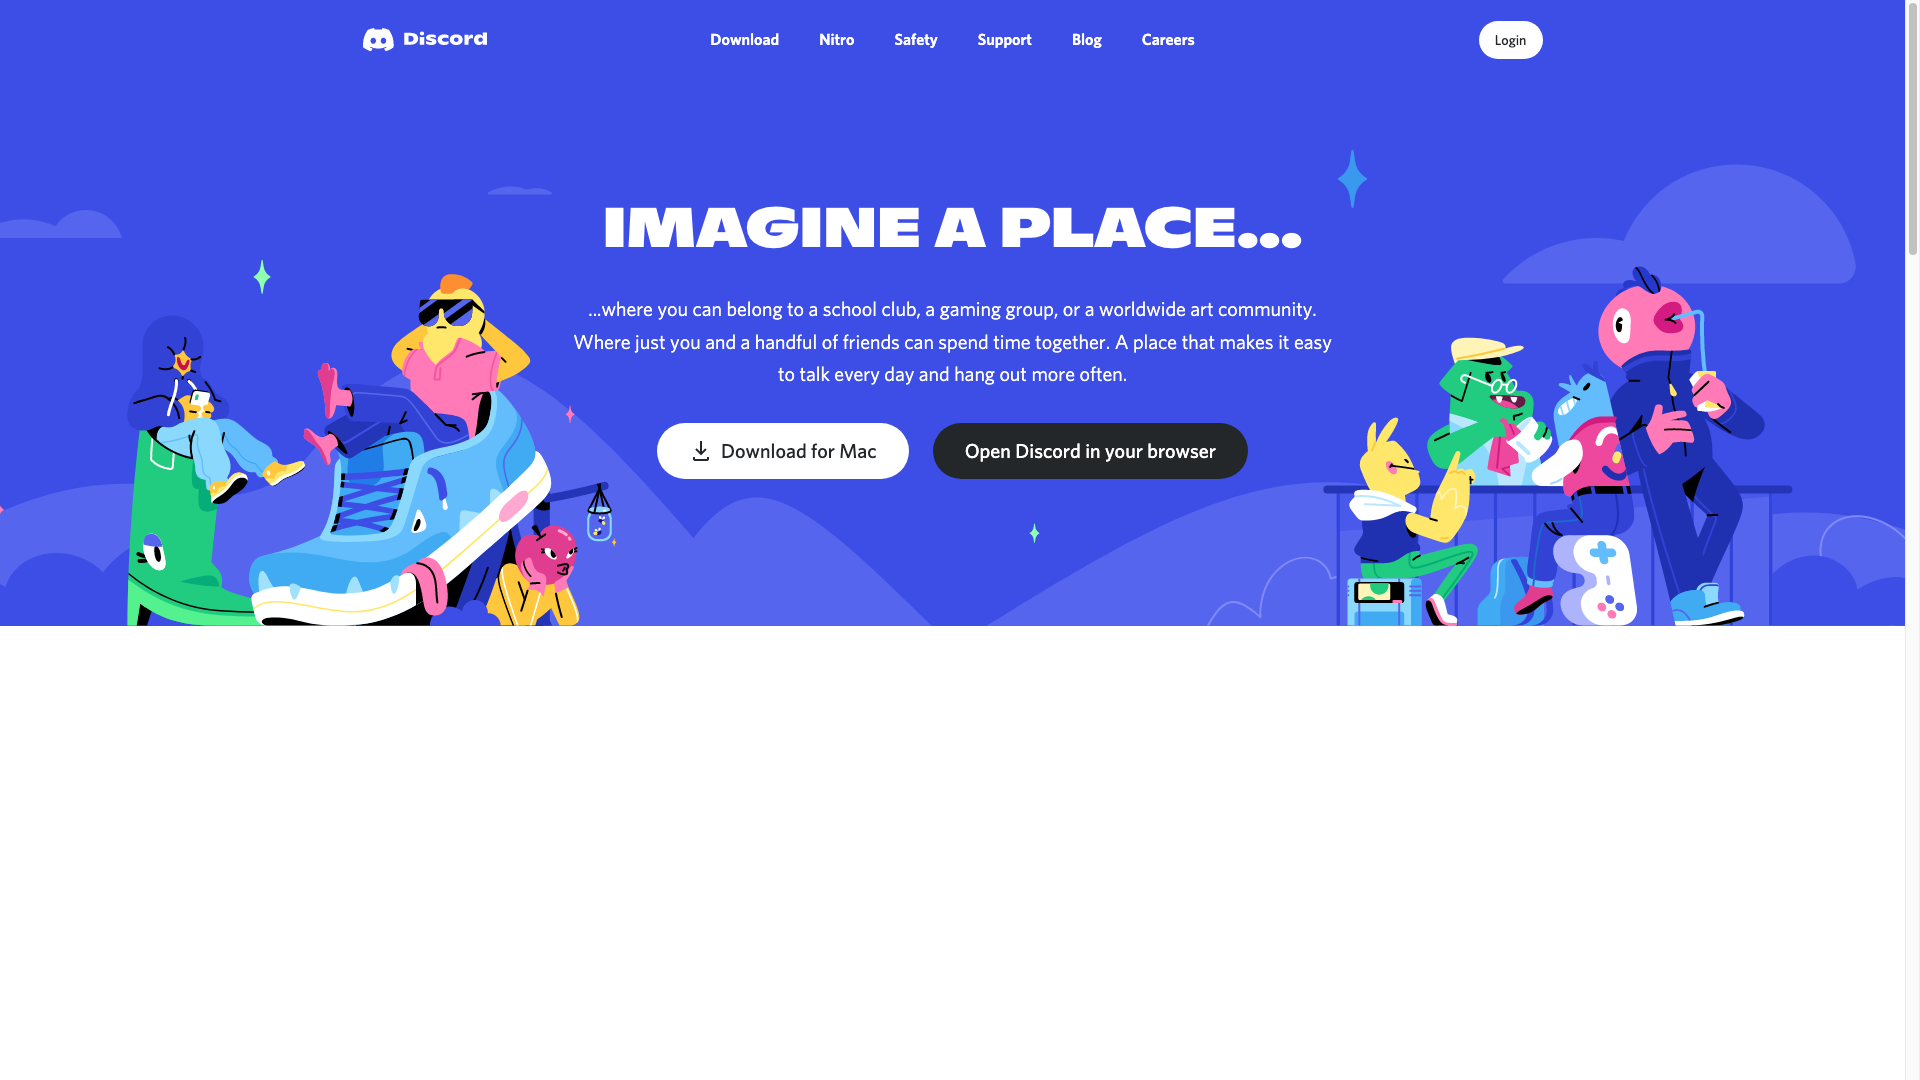 Discord
Download Nitro Safety Support Blog Careers
Login
IMAGINE A PLACE...
...where you can belong to a school club, a gaming group, or a worldwide art community.
Where just you and a handful of friends can spend time together. A place that makes it easy
to talk every day and hang out more often.
Download for Mac
Open Discord in your browser